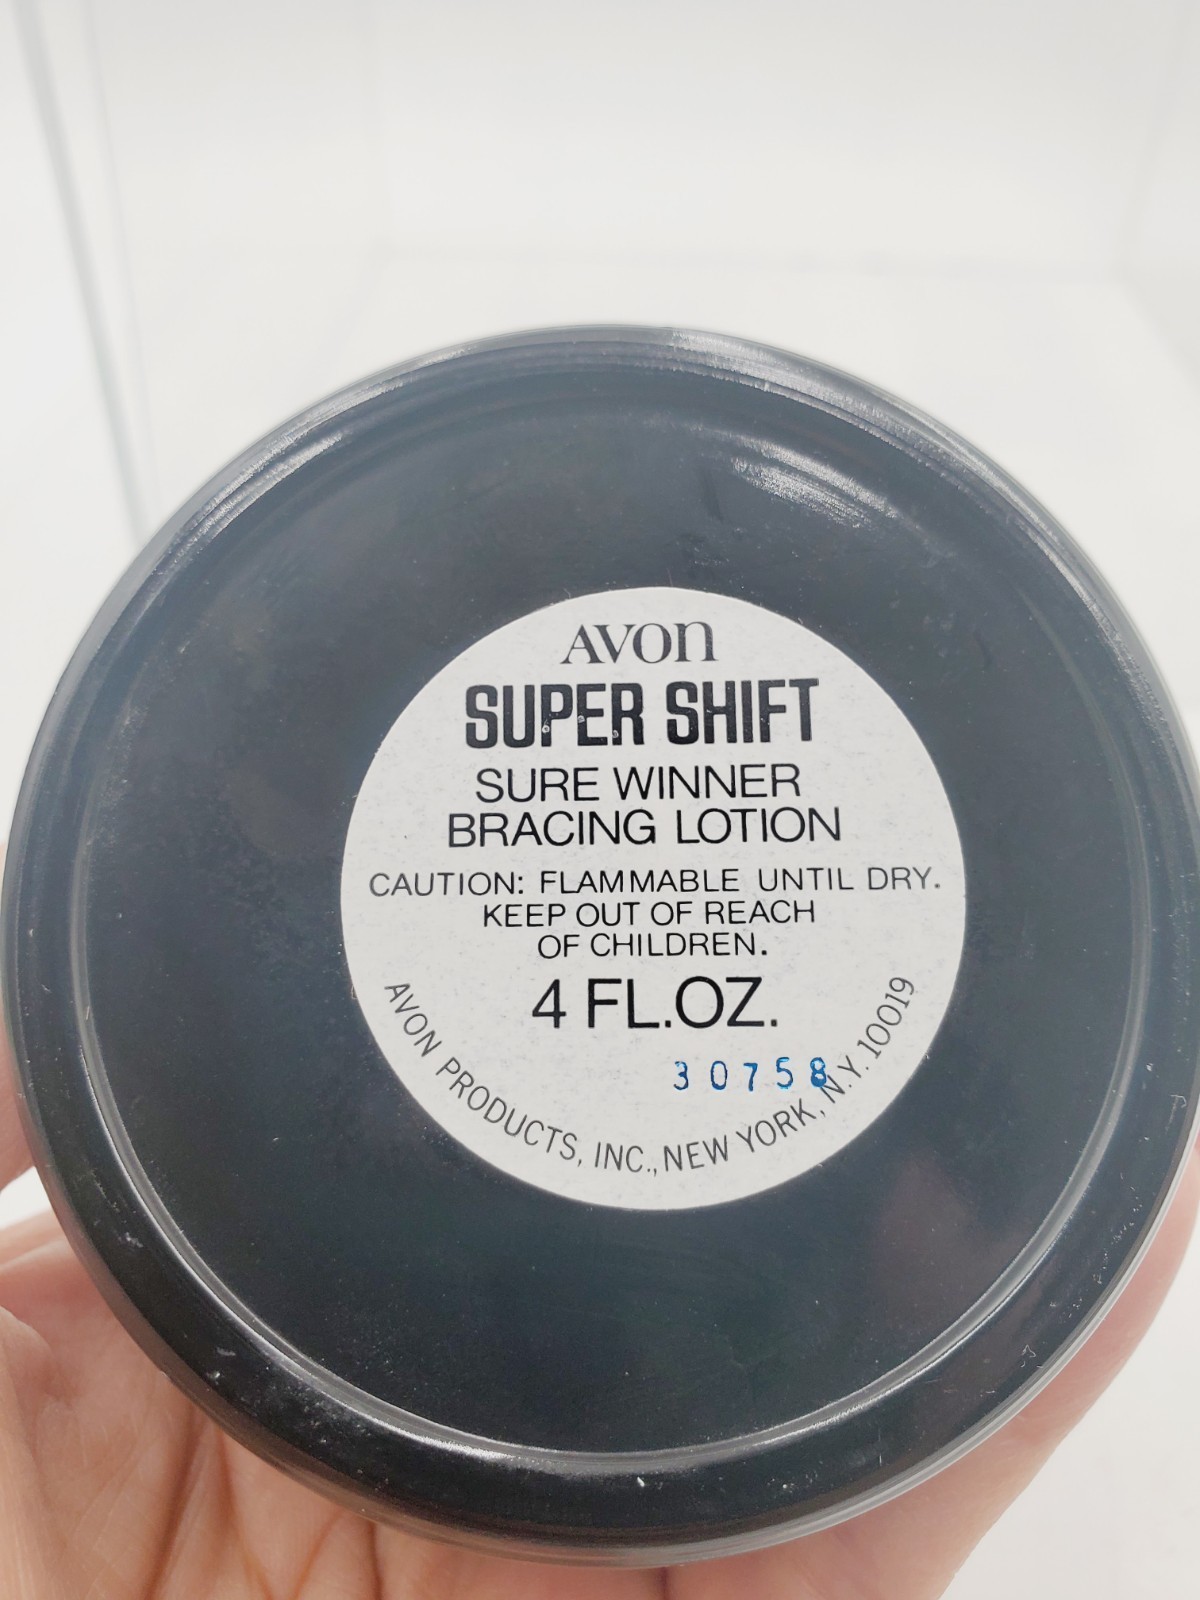 AVON
SUPER SHIFT
SURE WINNER
BRACING LOTION
CAUTION: FLAMMABLE UNTIL DRY.
KEEP OUT OF REACH
OF CHILDREN.
4 FL.OZ.
30758
AVON PRODUCTS, INC., NEW YORK, N.Y. 10019